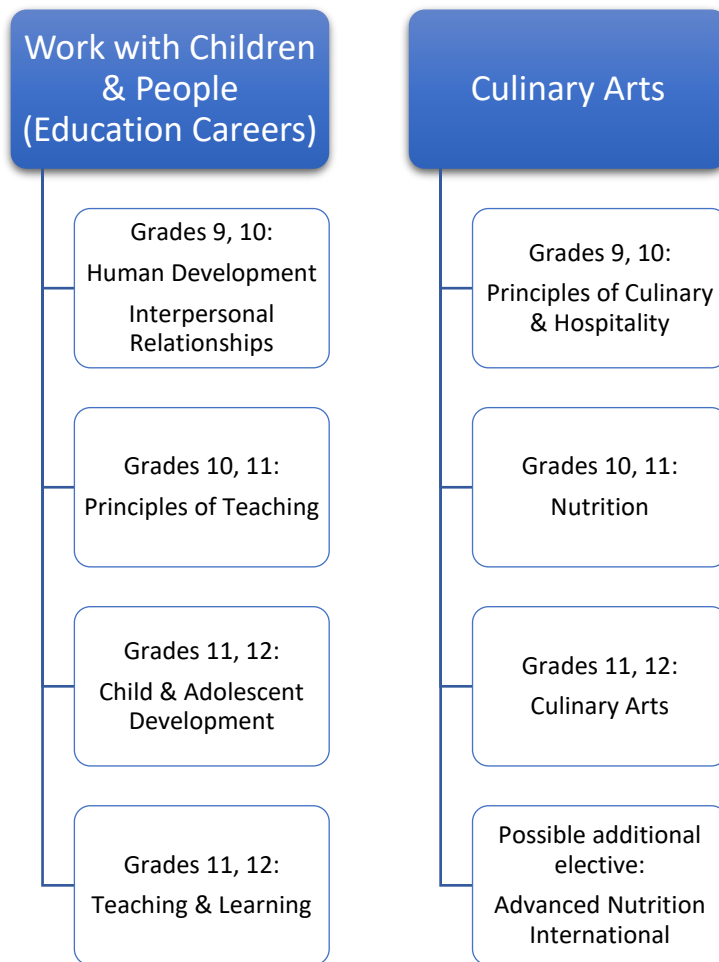 Work with Children
& People
(Education Careers)
Grades 9, 10:
Human Development
Interpersonal
Relationships
Grades 10, 11:
Principles of Teaching
Grades 11, 12:
Child & Adolescent
Development
Grades 11, 12:
Teaching & Learning
Culinary Arts
Grades 9, 10:
Principles of Culinary
& Hospitality
Grades 10, 11:
Nutrition
Grades 11, 12:
Culinary Arts
Possible additional
elective:
Advanced Nutrition
International